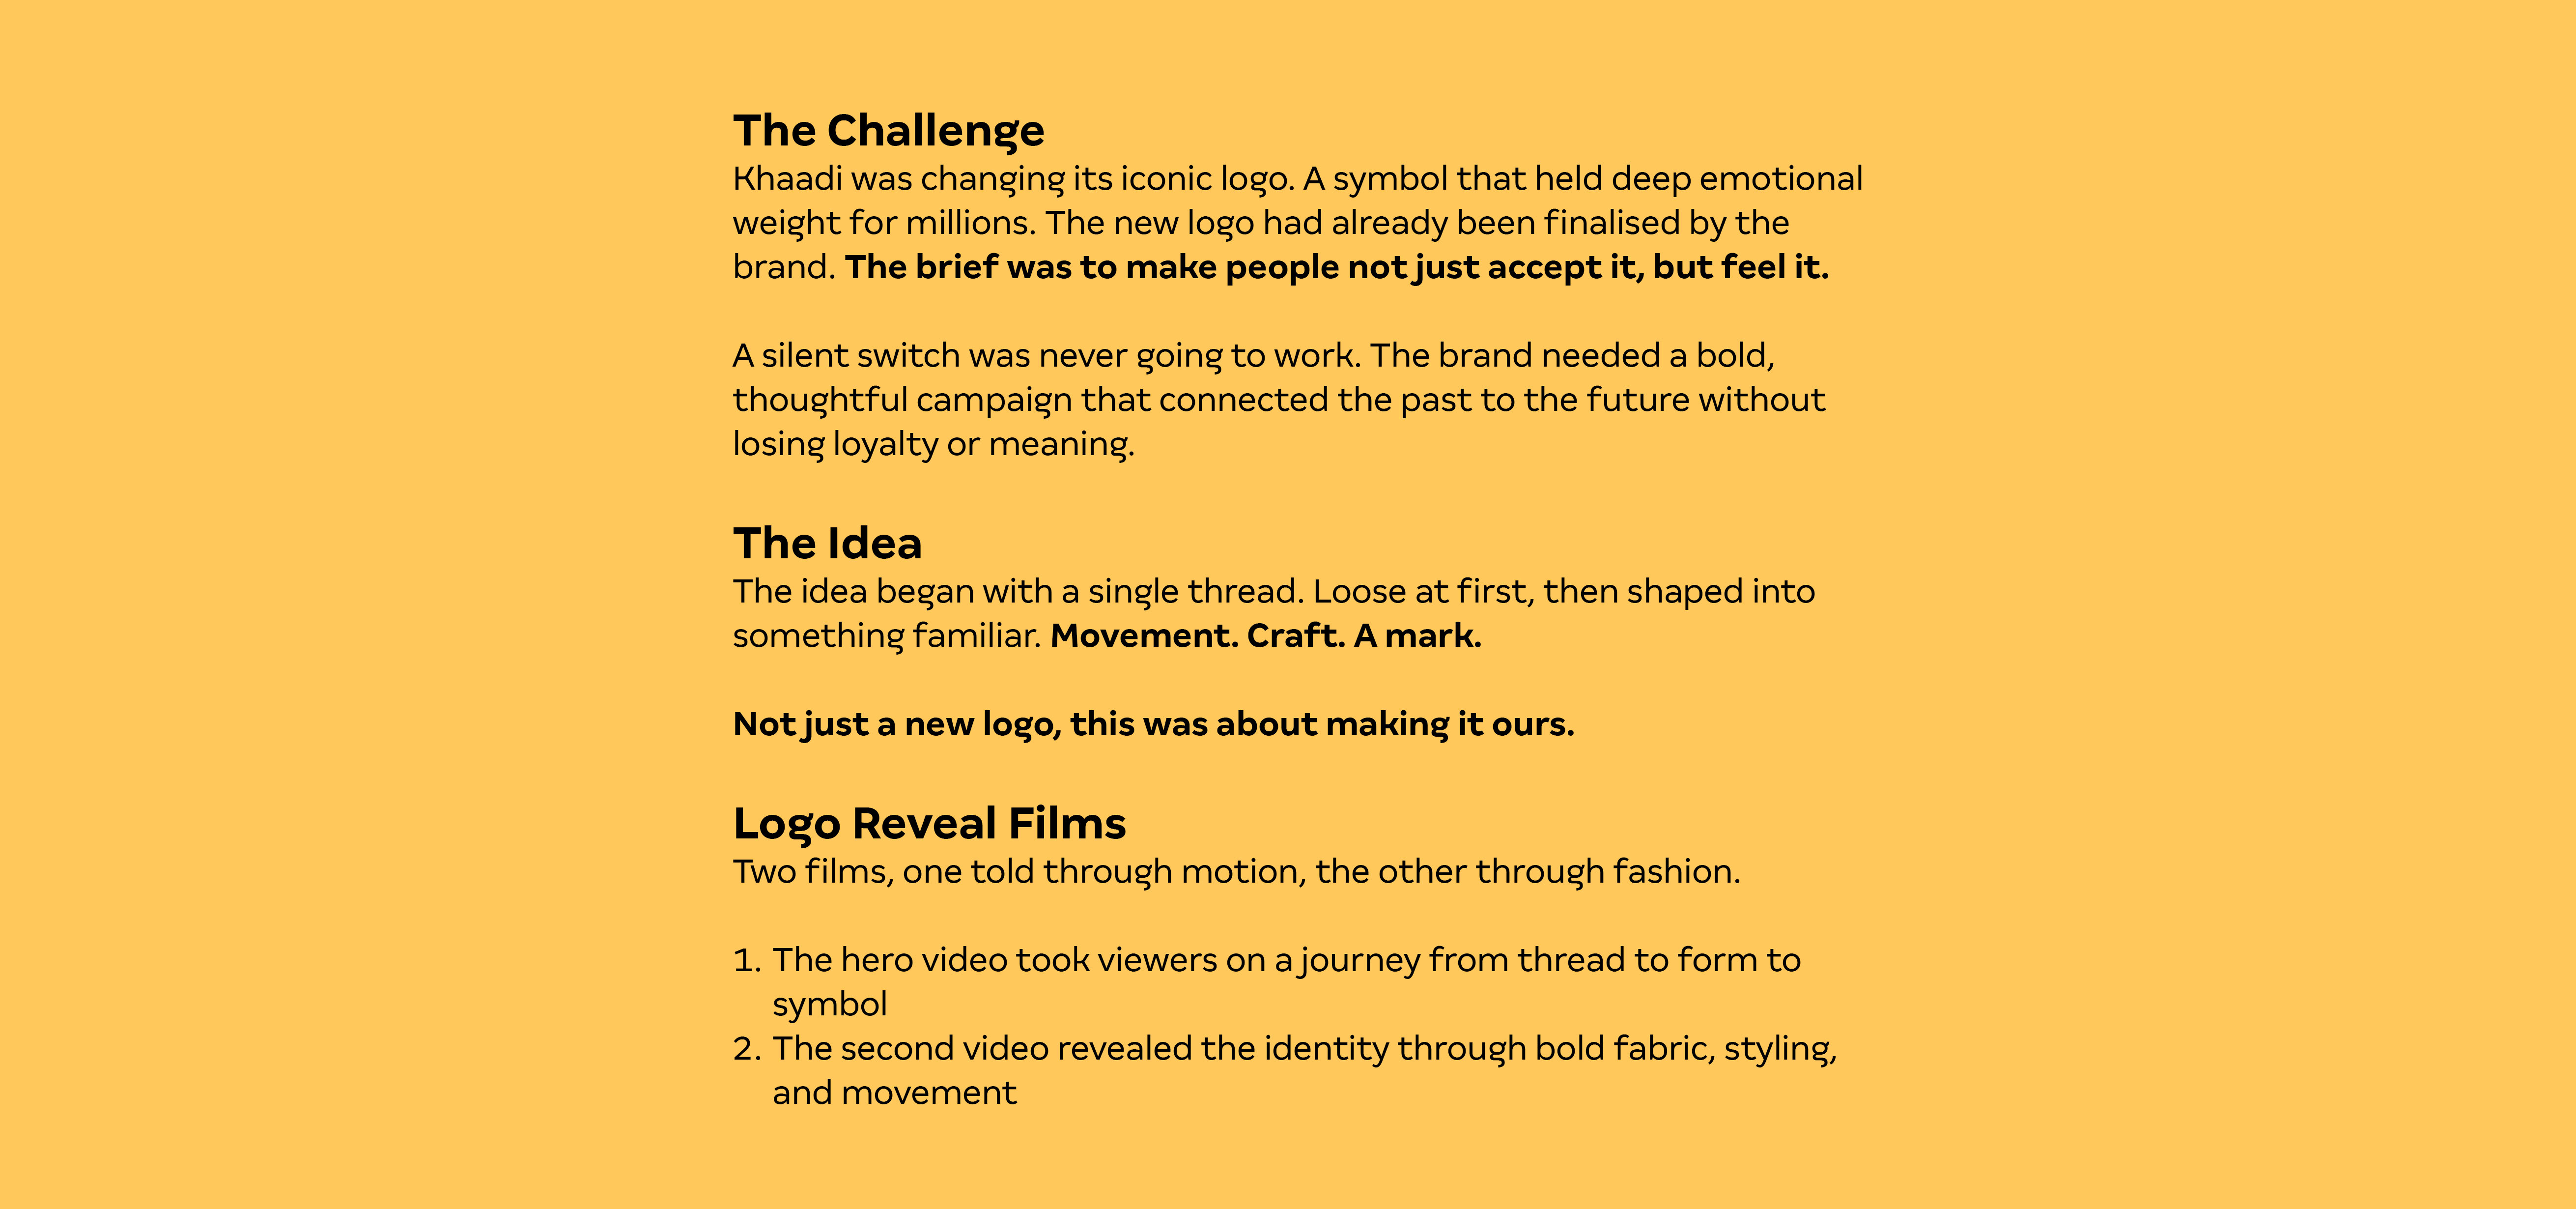 The Challenge
Khaadi was changing its iconic logo. A symbol that held deep emotional
weight for millions. The new logo had already been finalised by the
brand. The brief was to make people not just accept it, but feel it.
A silent switch was never going to work. The brand needed a bold,
thoughtful campaign that connected the past to the future without
losing loyalty or meaning.
The Idea
The idea began with a single thread. Loose at first, then shaped into
something familiar. Movement. Craft. A mark.
Not just a new logo, this was about making it ours.
Logo Reveal Films
Two films, one told through motion, the other through fashion.
1. The hero video took viewers on a journey from thread to form to
symbol
2. The second video revealed the identity through bold fabric, styling,
and movement